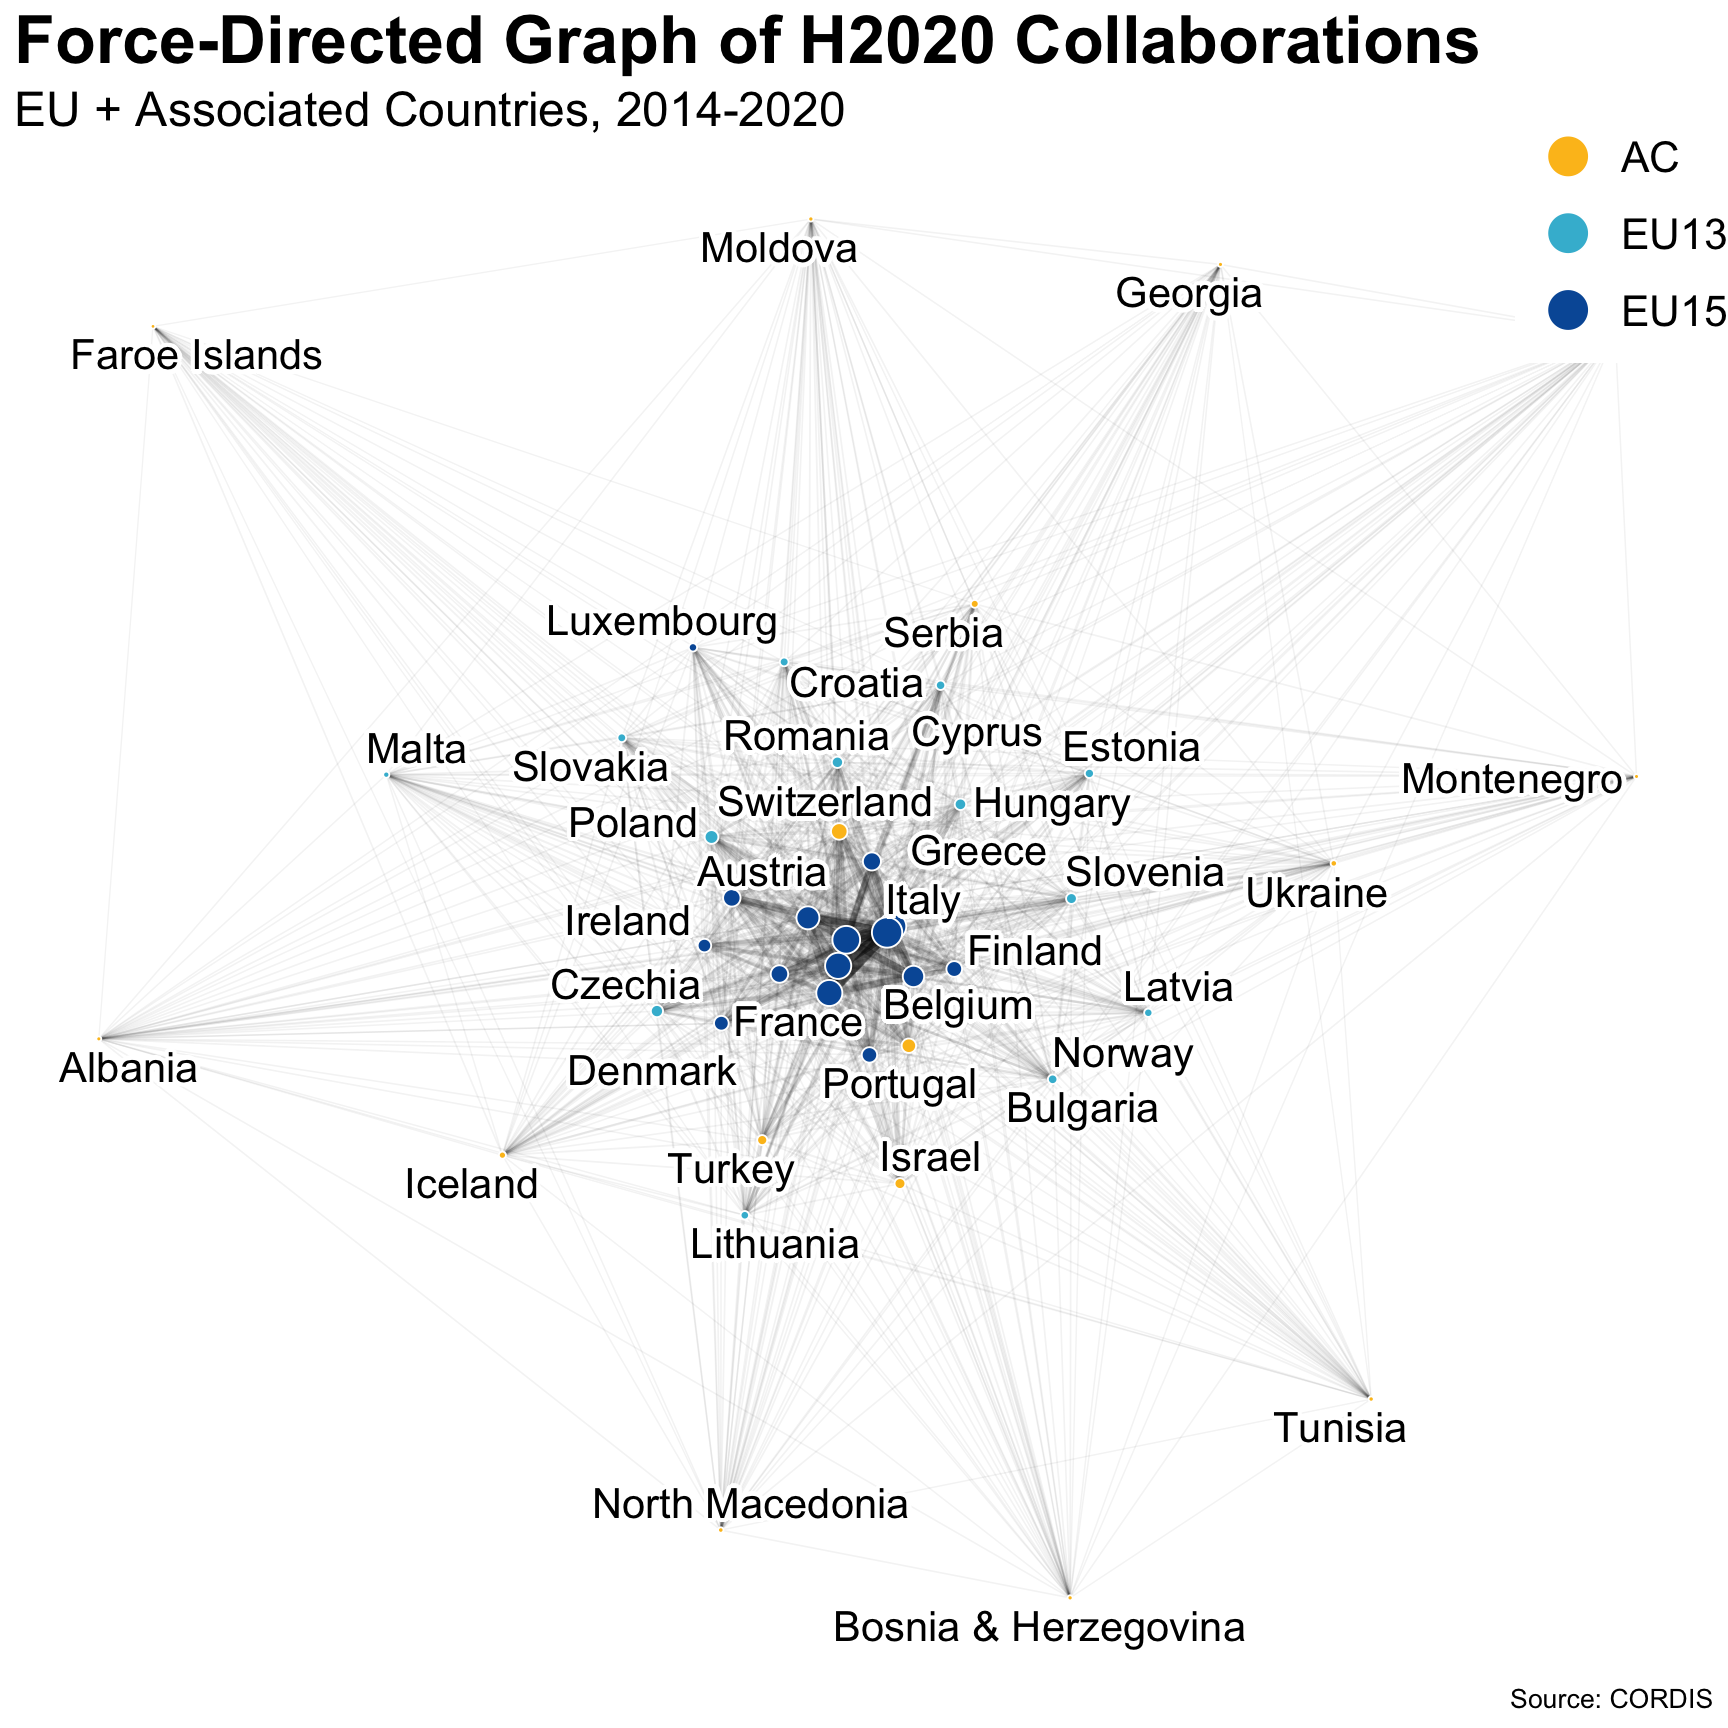 Force-Directed Graph of H2020 Collaborations
EU + Associated Countries, 2014-2020
AC
EU13
EU15
Moldova
Georgia
Faroe Islands
Luxembourg
Serbia
Croatia
Romania
Cyprus
Estonia
Malta
Slovakia
Montenegro
Switzerland
Hungary
Poland
Greece
Austria
Slovenia
Ukraine
Italy
Ireland
Finland
Czechia
Latvia
Belgium
France
Norway
Albania
Denmark
Portugal
Bulgaria
Israel
Turkey
Iceland
Lithuania
Tunisia
North Macedonia
Bosnia & Herzegovina
Source: CORDIS